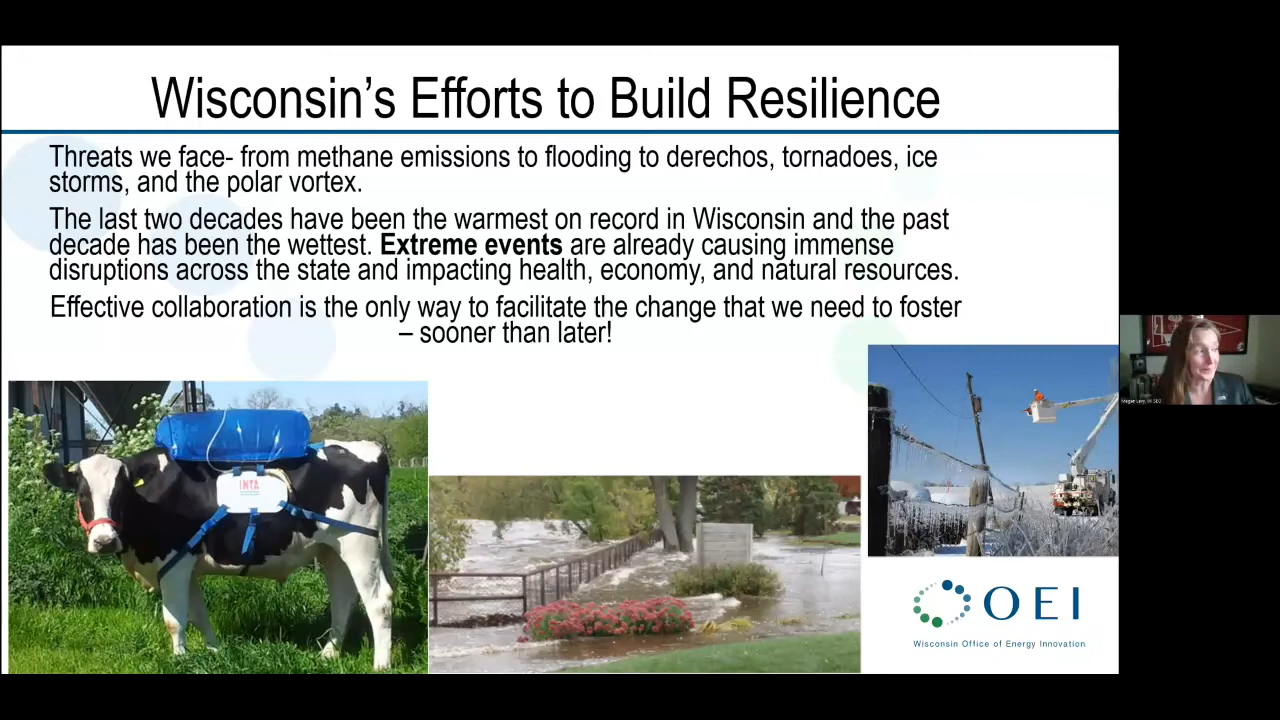 Wisconsin's Efforts to Build Resilience
Threats we face- from methane emissions to flooding to derechos, tornadoes, ice
storms, and the polar vortex.
The last two decades have been the warmest on record in Wisconsin and the past
decade has been the wettest. Extreme events are already causing immense
disruptions across the state and impacting health, economy, and natural resources.
Effective collaboration is the only way to facilitate the change that we need to foster
– sooner than later!
INTA
OEI
Wisconsin Office of Energy Innovation